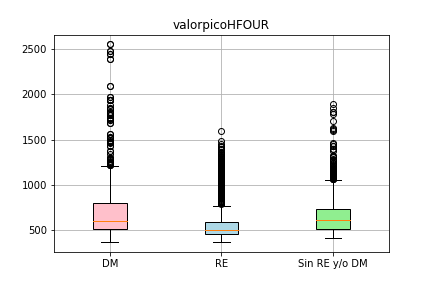 valorpicoHFOUR
2500
2000
1500
1000
500
DM
RE
Sin RE y/o DM